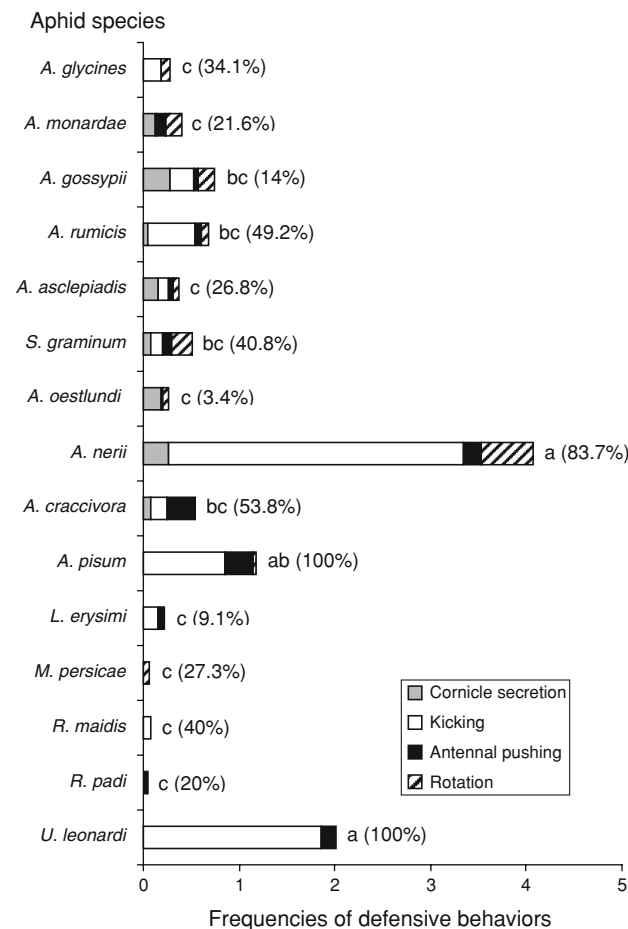 Aphid species
A. glycines c (34.1%)
A. monardae c (21.6%)
A. gossypii bc (14%)
A. rumicis bc (49.2%)
A. asclepiadis c (26.8%)
S. graminum bc (40.8%)
A. oestlundi c (3.4%)
A. nerii a (83.7%)
A. craccivora bc (53.8%)
A. pisum ab (100%)
L. erysimi c (9.1%)
M. persicae c (27.3%)
R. maidis c (40%)
R. padi c (20%)
U. leonardi a (100%)
Cornicle secretion
Kicking
Antennal pushing
Rotation
0 1 2 3 4 5
Frequencies of defensive behaviors